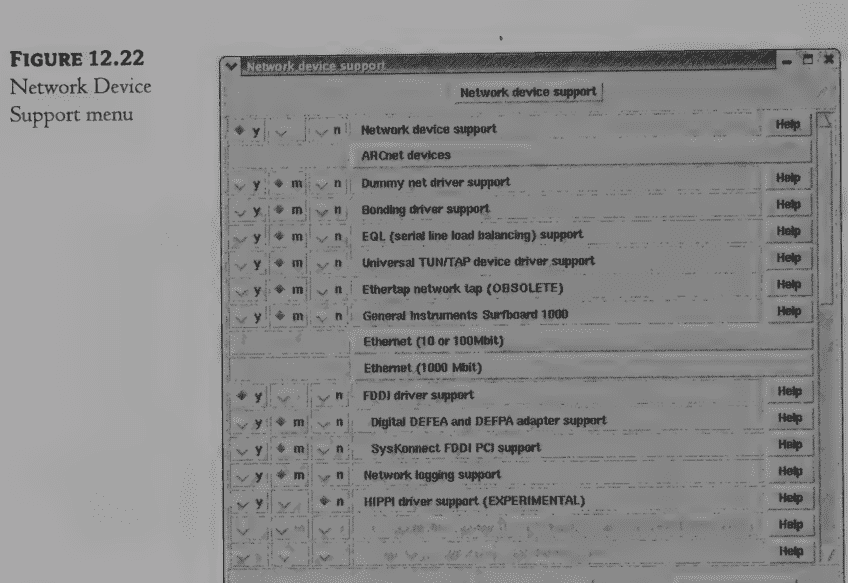 FIGURE 12.22
Network Device
Support menu
Network device support
Network device support
y n Network device support Help
ARCnet devices
y m n Dummy net driver support Help
y m n Bonding driver support Help
y m n EQL (serial line load balancing) support Help
y m n Universal TUN/TAP device driver support Help
y m n Ethertap network tap (OBSOLETE) Help
y m n General Instruments Surfboard 1000 Help
Ethernet (10 or 100Mbit)
Ethernet (1000 Mbit)
y n FDDI driver support Help
y m n Digital DEFEA and DEFPA adapter support Help
y m n SysKonnect FDDI PCI support Help
y m n Network logging support Help
y n HIPPI driver support (EXPERIMENTAL) Help
Help
Help